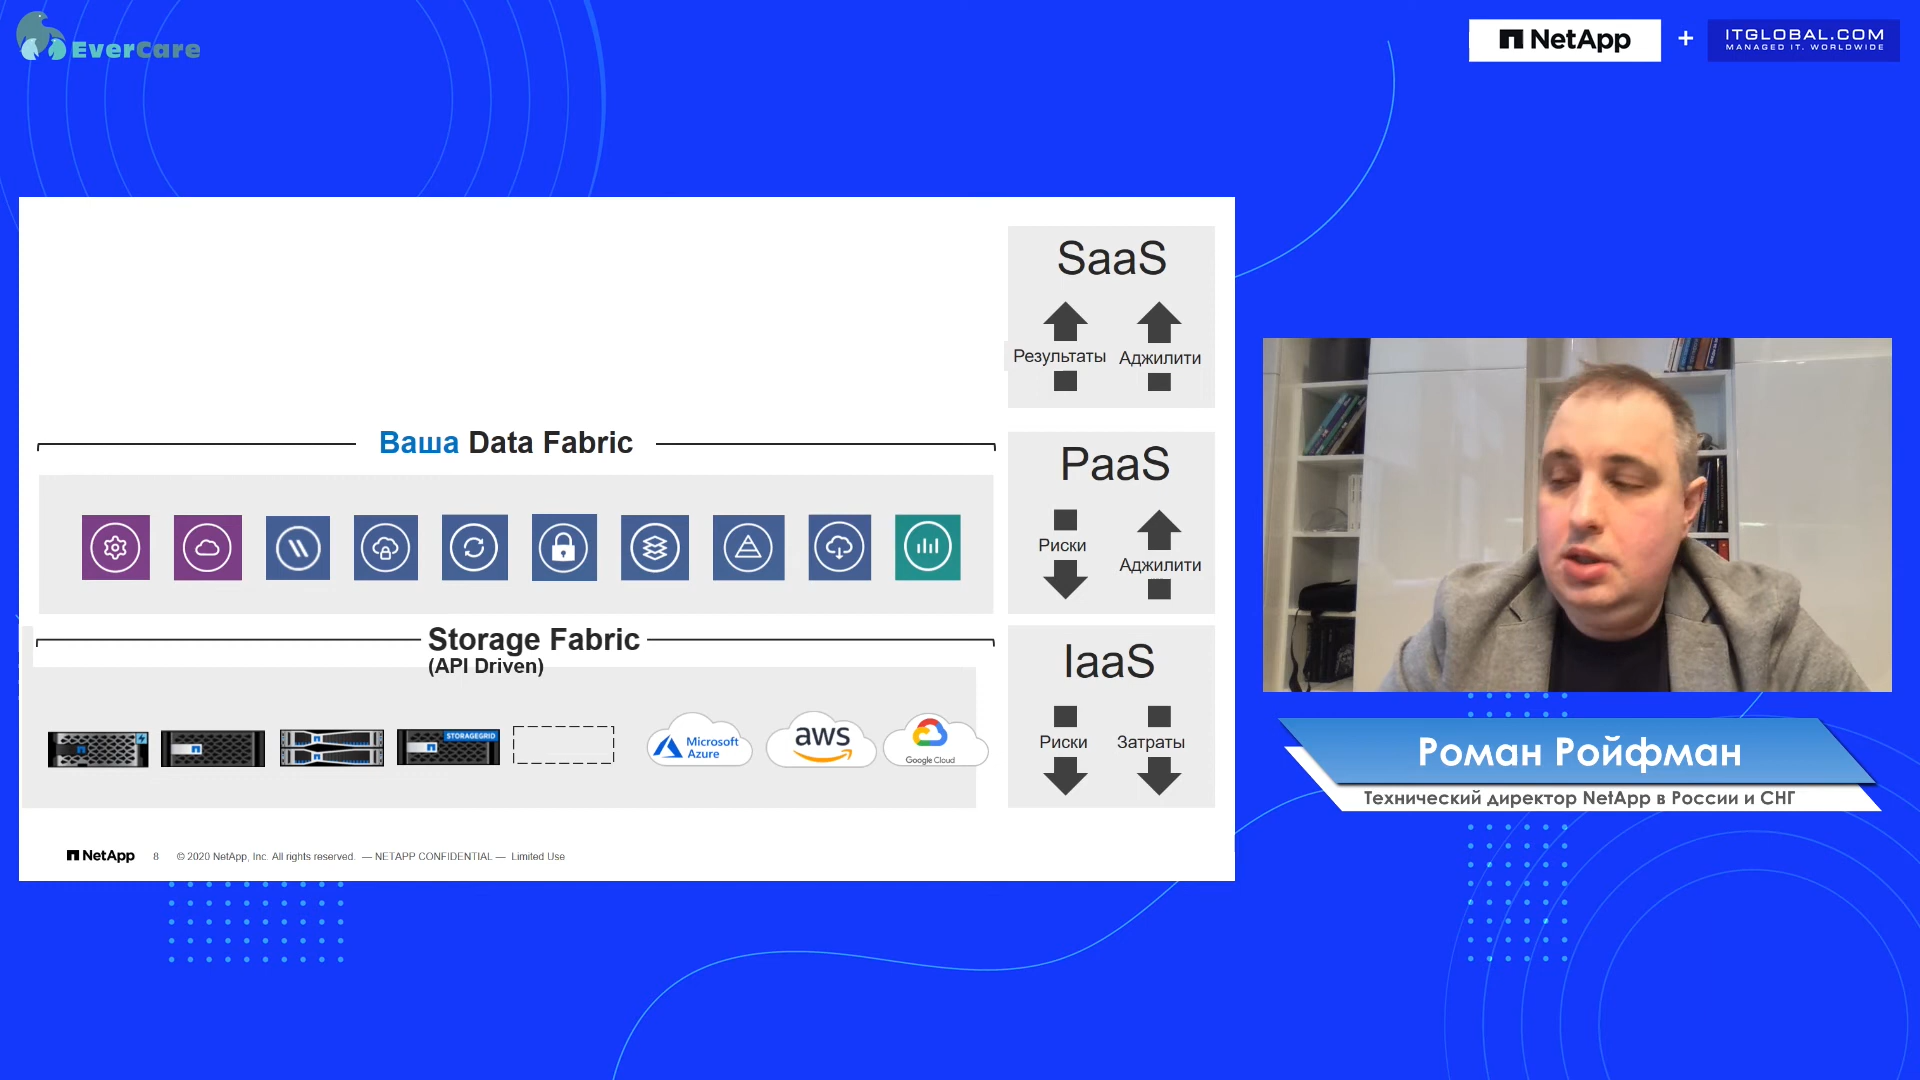 EverCare
NetApp + ITGLOBAL.COM
MANAGED IT. WORLDWIDE
SaaS
Результаты Аджилити
Ваша Data Fabric
PaaS
Риски
Аджилити
Storage Fabric
(API Driven)
STORAGEGRID
Microsoft
Azure
aws
Google Cloud
IaaS
Риски Затраты
NetApp 8 © 2020 NetApp, Inc. All rights reserved. — NETAPP CONFIDENTIAL — Limited Use
Роман Ройфман
Технический директор NetApp в России и СНГ